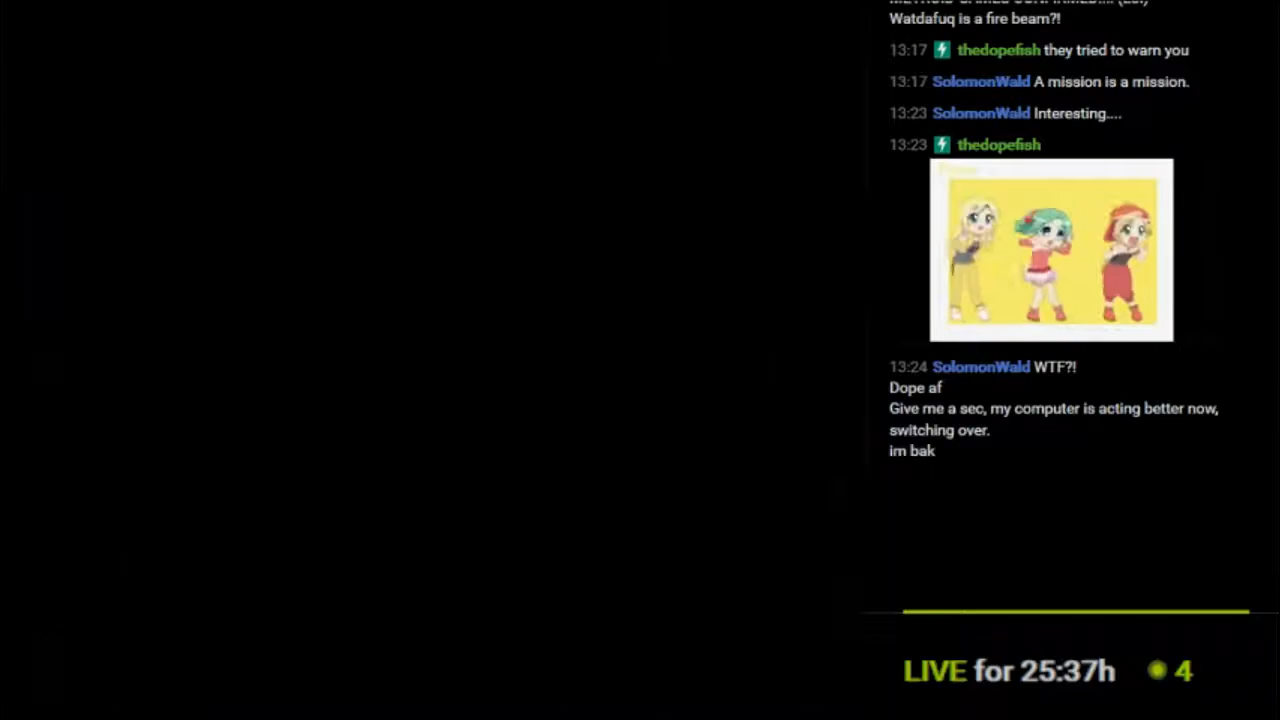 Watdafuq is a fire beam?!
13:17 thedopefish they tried to warn you
13:17 SolomonWald A mission is a mission.
13:23 SolomonWald Interesting....
13:23 thedopefish
13:24 SolomonWald WTF?!
Dope af
Give me a sec, my computer is acting better now,
switching over.
im bak
LIVE for 25:37h 4